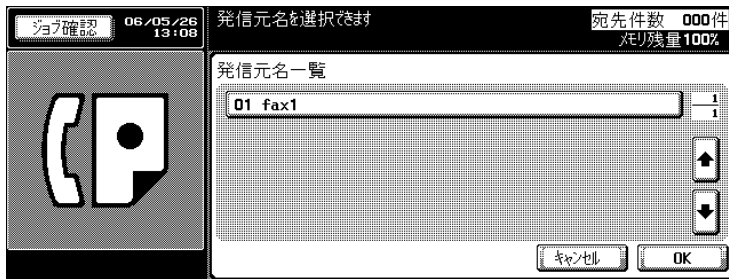 ジョブ確認
06/05/26
13:08
発信元名を選択できます
宛先件数 000件
メモリ残量100%
発信元名一覧
01 fax1
1
1
キャンセル
OK